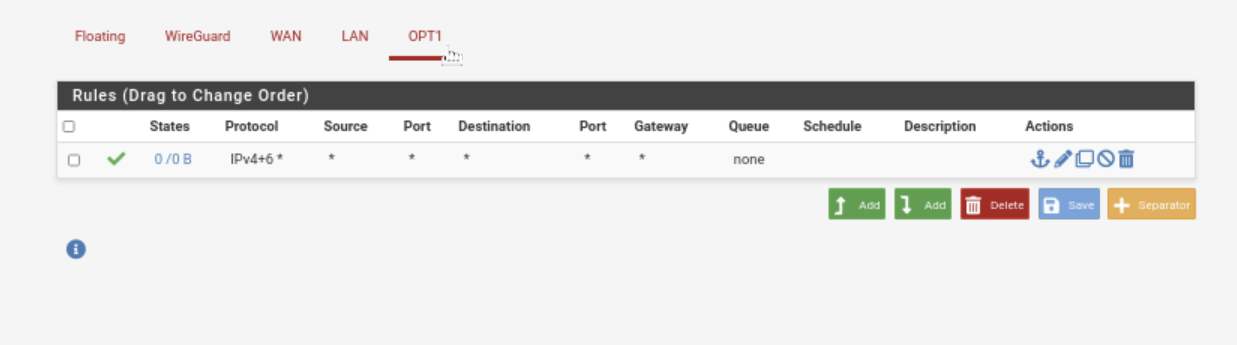 Floating WireGuard WAN LAN OPT1
Rules (Drag to Change Order)
States Protocol Source Port Destination Port Gateway Queue Schedule Description Actions
0 /0 B IPv4+6 * * * * * * none
Add Add Delete Save Separator